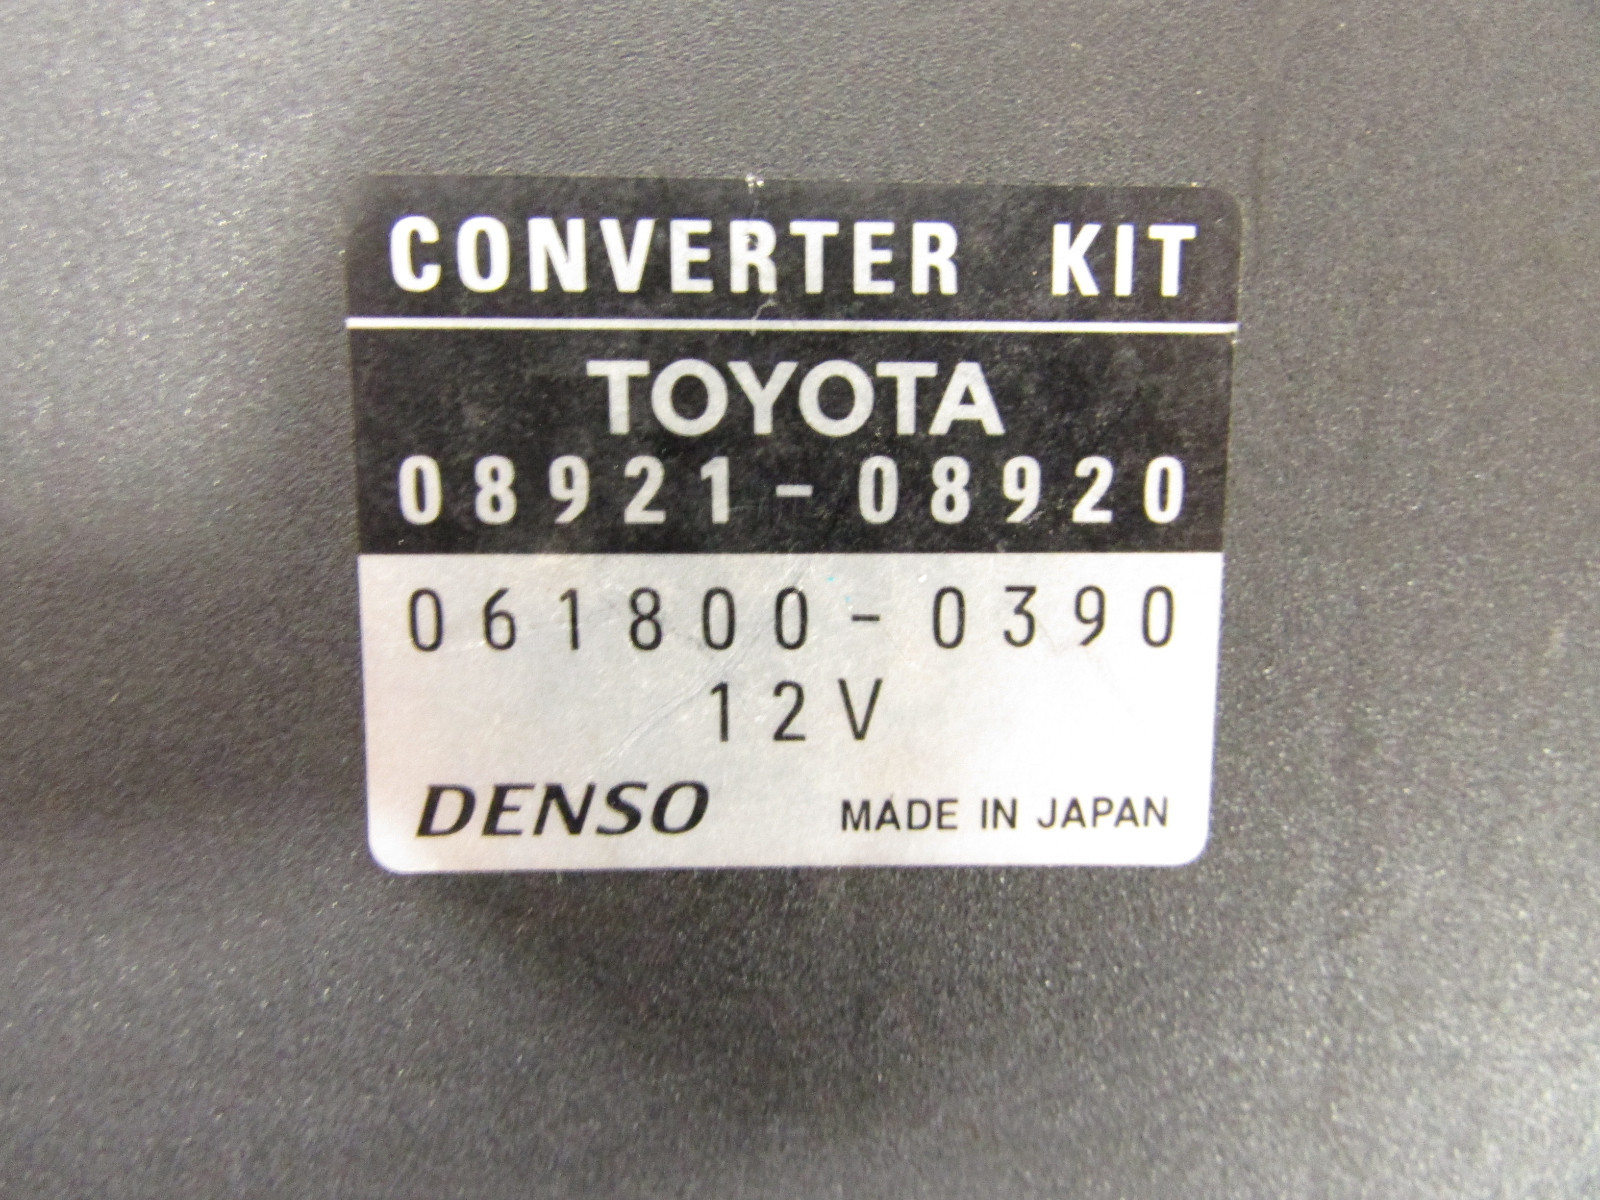 CONVERTER KIT
TOYOTA
08921-08920
061800-0390
12V
DENSO MADE IN JAPAN